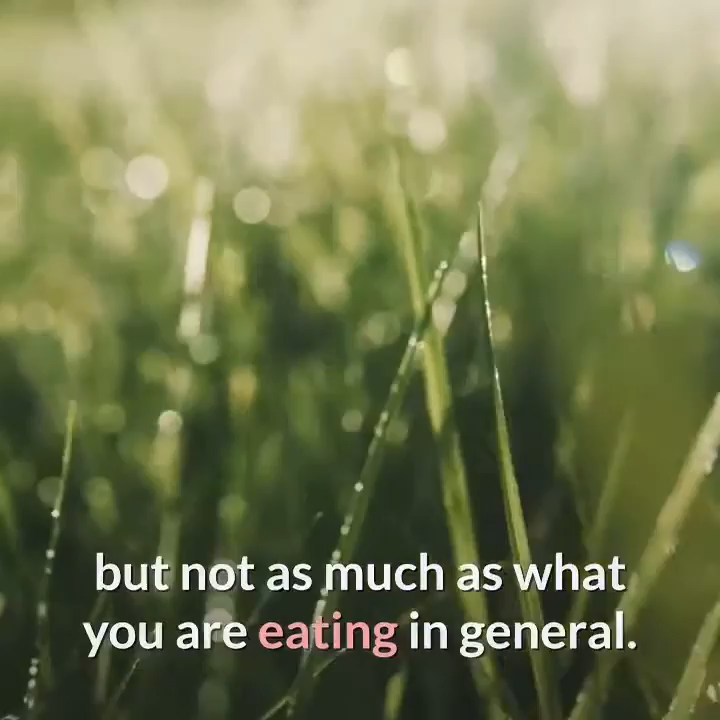 but not as much as what
you are eating in general.